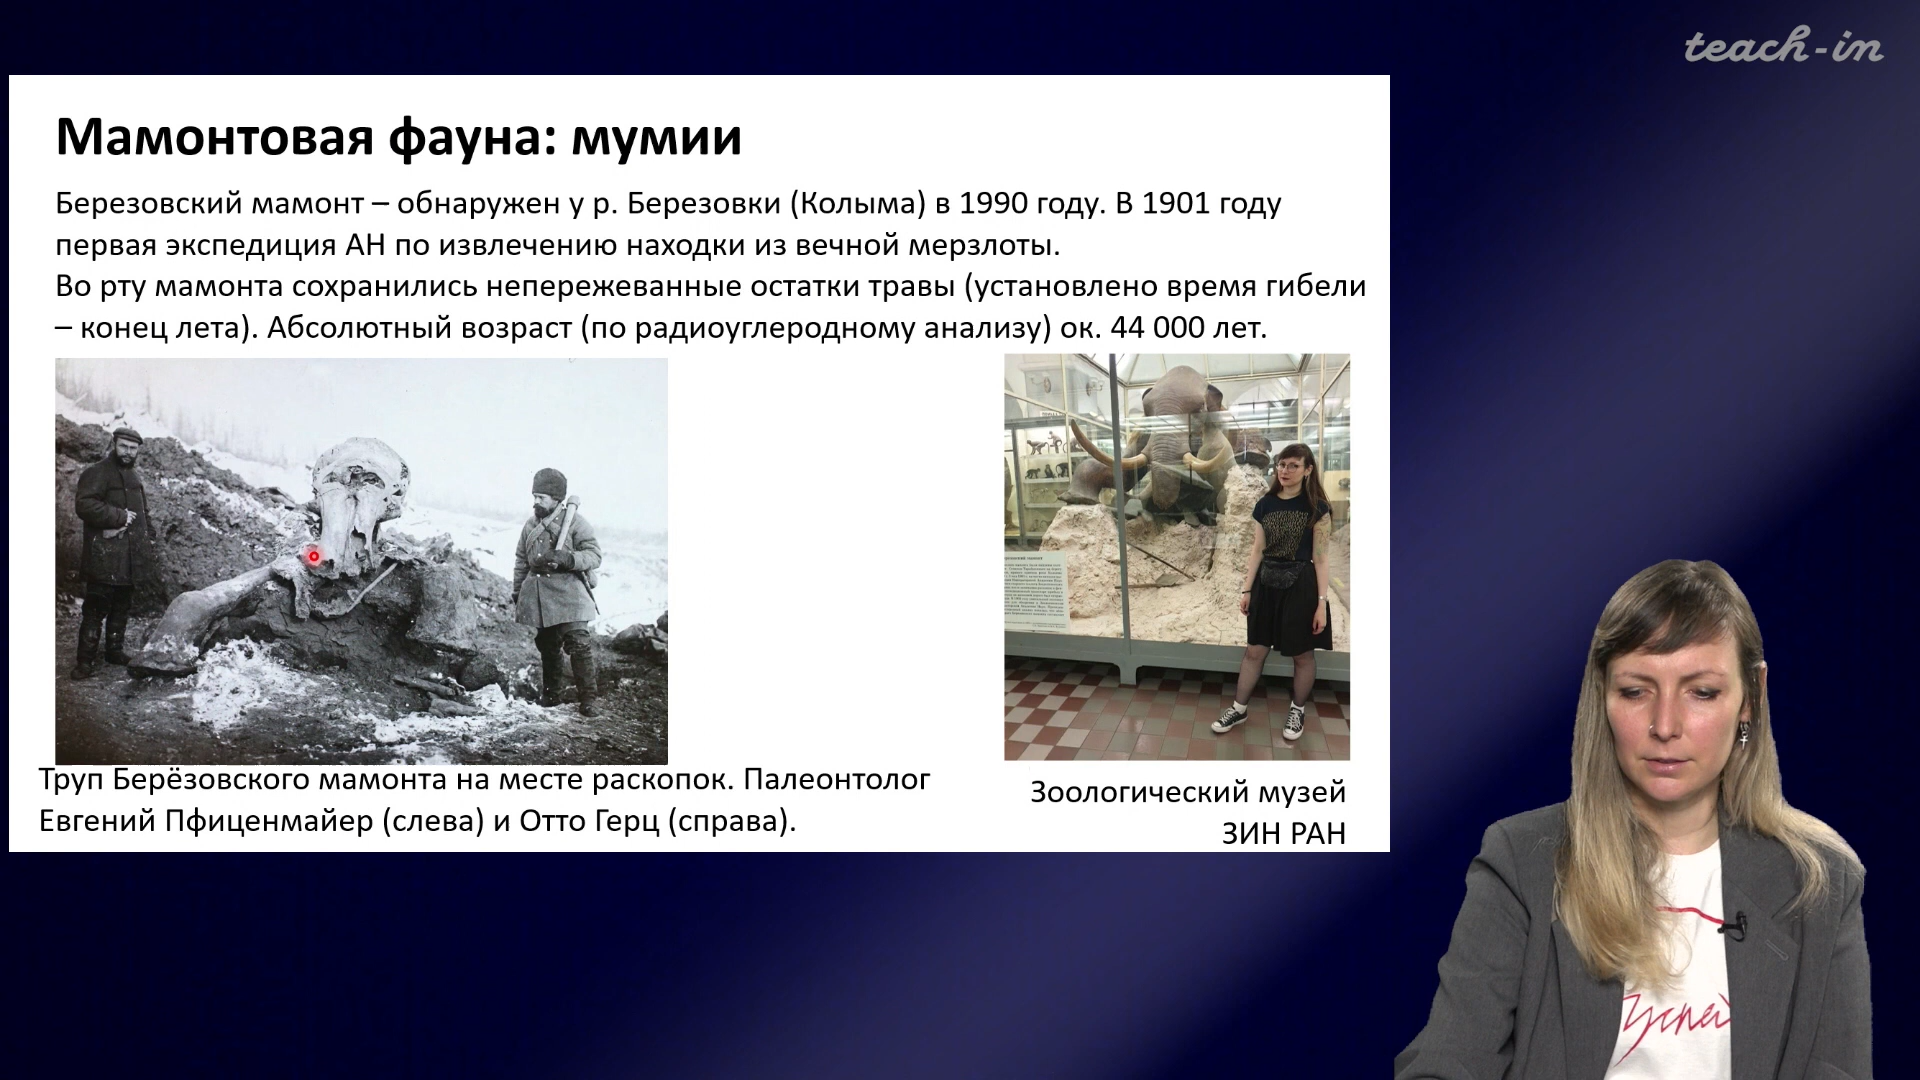 teach-in
Мамонтовая фауна: мумии
Березовский мамонт – обнаружен у р. Березовки (Колыма) в 1990 году. В 1901 году
первая экспедиция АН по извлечению находки из вечной мерзлоты.
Во рту мамонта сохранились непережеванные остатки травы (установлено время гибели
– конец лета). Абсолютный возраст (по радиоуглеродному анализу) ок. 44 000 лет.
Труп Берёзовского мамонта на месте раскопок. Палеонтолог
Евгений Пфиценмайер (слева) и Отто Герц (справа).
Зоологический музей
ЗИН РАН